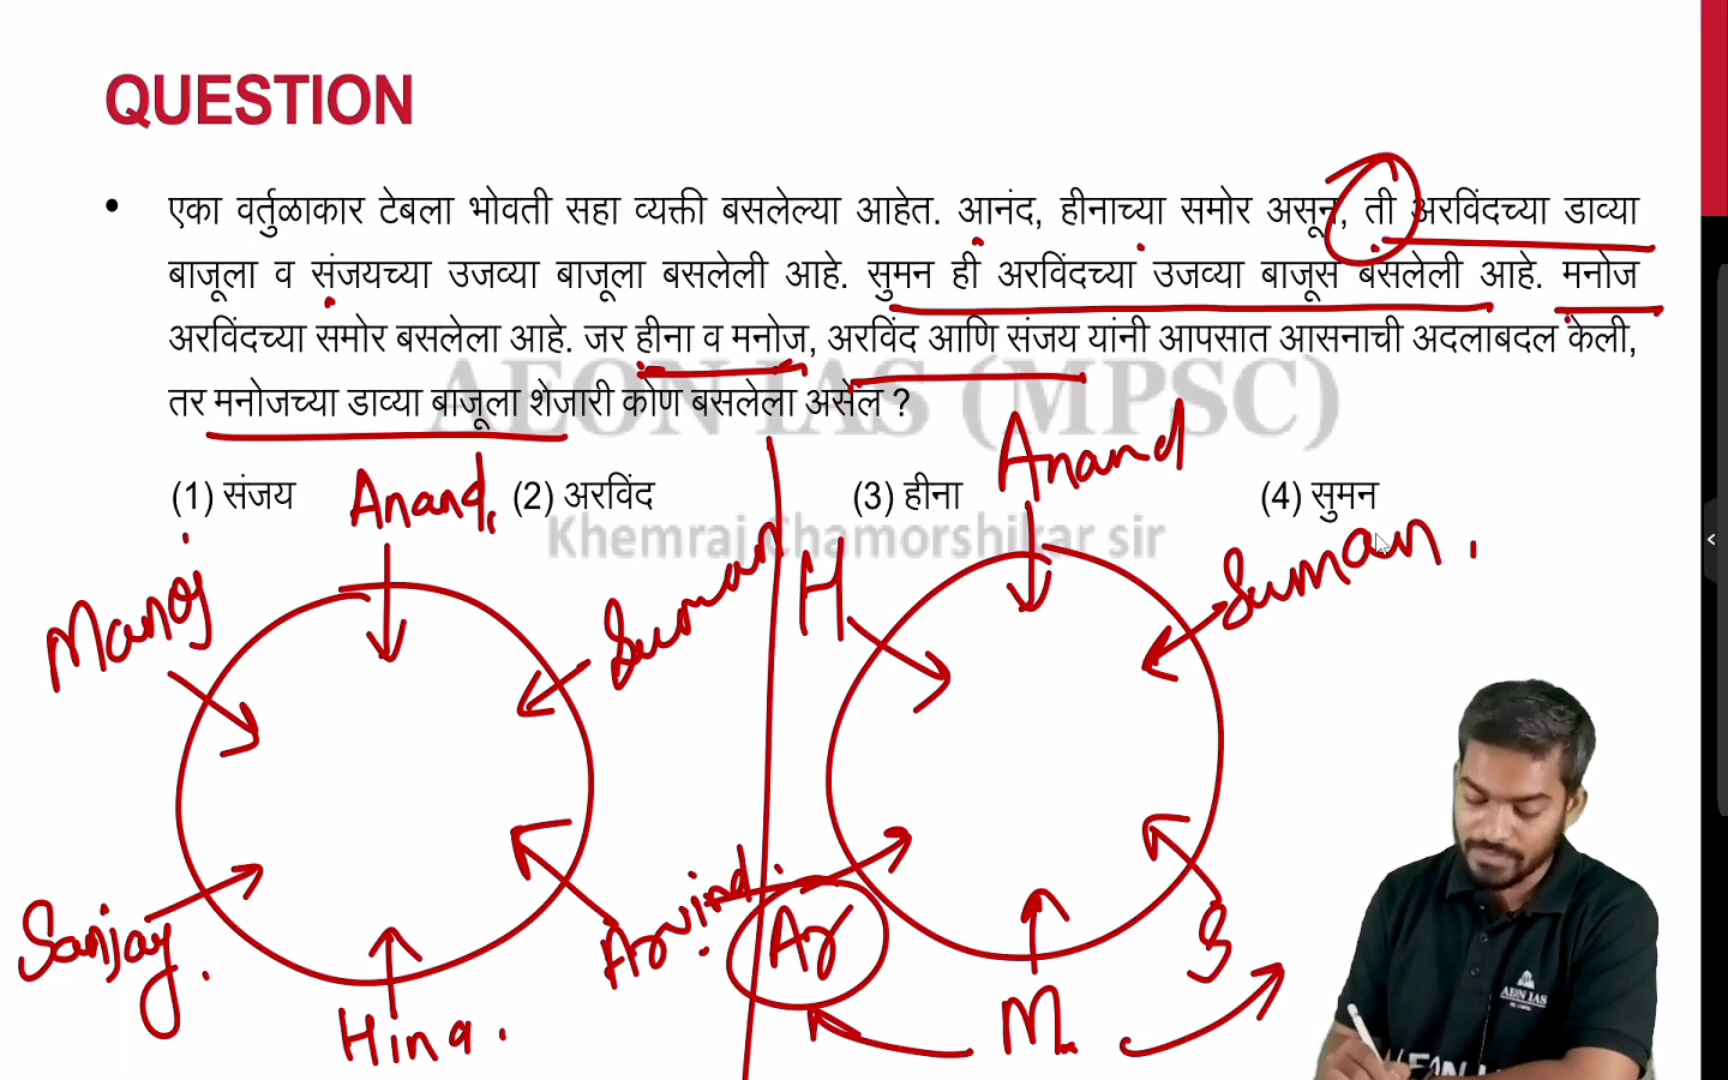 QUESTION
• एका वर्तुळाकार टेबला भोवती सहा व्यक्ती बसलेल्या आहेत. आनंद, हीनाच्या समोर असून, ती अरविंदच्या डाव्या
बाजूला व संजयच्या उजव्या बाजूला बसलेली आहे. सुमन ही अरविंदच्या उजव्या बाजूस बसलेली आहे. मनोज
अरविंदच्या समोर बसलेला आहे. जर हीना व मनोज, अरविंद आणि संजय यांनी आपसात आसनाची अदलाबदल केली,
तर मनोजच्या डाव्या बाजूला शेजारी कोण बसलेला असेल ?
AEON IAS (MPSC)
(1) संजय (2) अरविंद (3) हीना (4) सुमन
Khemraj Chamorshikar sir
Anand
Manoj
Suman
Sanjay
Hina
Arvind
Anand
H
Suman
Ar
M
S
AEON IAS